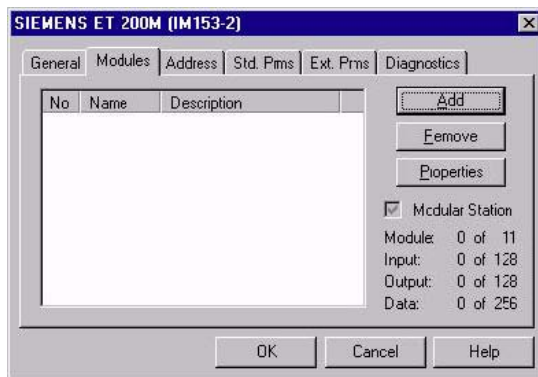 SIEMENS ET 200M (IM153-2)
General Modules Address Std. Prms Ext. Prms Diagnostics
No Name Description
Add
Remove
Properties
Modular Station
Module: 0 of 11
Input: 0 of 128
Output: 0 of 128
Data: 0 of 256
OK Cancel Help